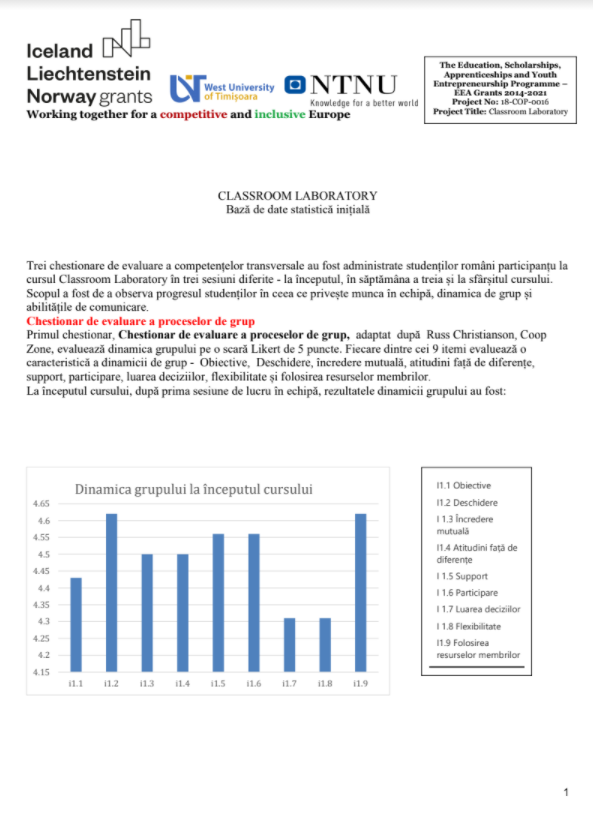 Iceland
Liechtenstein
Norway grants
Working together for a competitive and inclusive Europe
UNT West University
of Timișoara
NTNU
Knowledge for a better world
The Education, Scholarships,
Apprenticeships and Youth
Entrepreneurship Programme –
EEA Grants 2014-2021
Project No: 18-COP-0016
Project Title: Classroom Laboratory
CLASSROOM LABORATORY
Bază de date statistică inițială
Trei chestionare de evaluare a competențelor transversale au fost administrate studenților români participanțu la
cursul Classroom Laboratory în trei sesiuni diferite - la începutul, în săptămâna a treia și la sfârșitul cursului.
Scopul a fost de a observa progresul studenților în ceea ce privește munca în echipă, dinamica de grup și
abilitățile de comunicare.
Chestionar de evaluare a proceselor de grup
Primul chestionar, Chestionar de evaluare a proceselor de grup, adaptat după Russ Christianson, Coop
Zone, evaluează dinamica grupului pe o scară Likert de 5 puncte. Fiecare dintre cei 9 itemi evaluează o
caracteristică a dinamicii de grup - Obiective, Deschidere, încredere mutuală, atitudini față de diferențe,
support, participare, luarea deciziilor, flexibilitate și folosirea resurselor membrilor.
La începutul cursului, după prima sesiune de lucru în echipă, rezultatele dinamicii grupului au fost:
Dinamica grupului la începutul cursului
4.65
4.6
4.55
4.5
4.45
4.4
4.35
4.3
4.25
4.2
4.15
i1.1 i1.2 i1.3 i1.4 i1.5 i1.6 i1.7 i1.8 i1.9
I1.1 Obiective
I1.2 Deschidere
I 1.3 Încredere
mutuală
I1.4 Atitudini față de
diferențe
I 1.5 Support
I 1.6 Participare
I 1.7 Luarea deciziilor
I 1.8 Flexibilitate
I1.9 Folosirea
resurselor membrilor
1